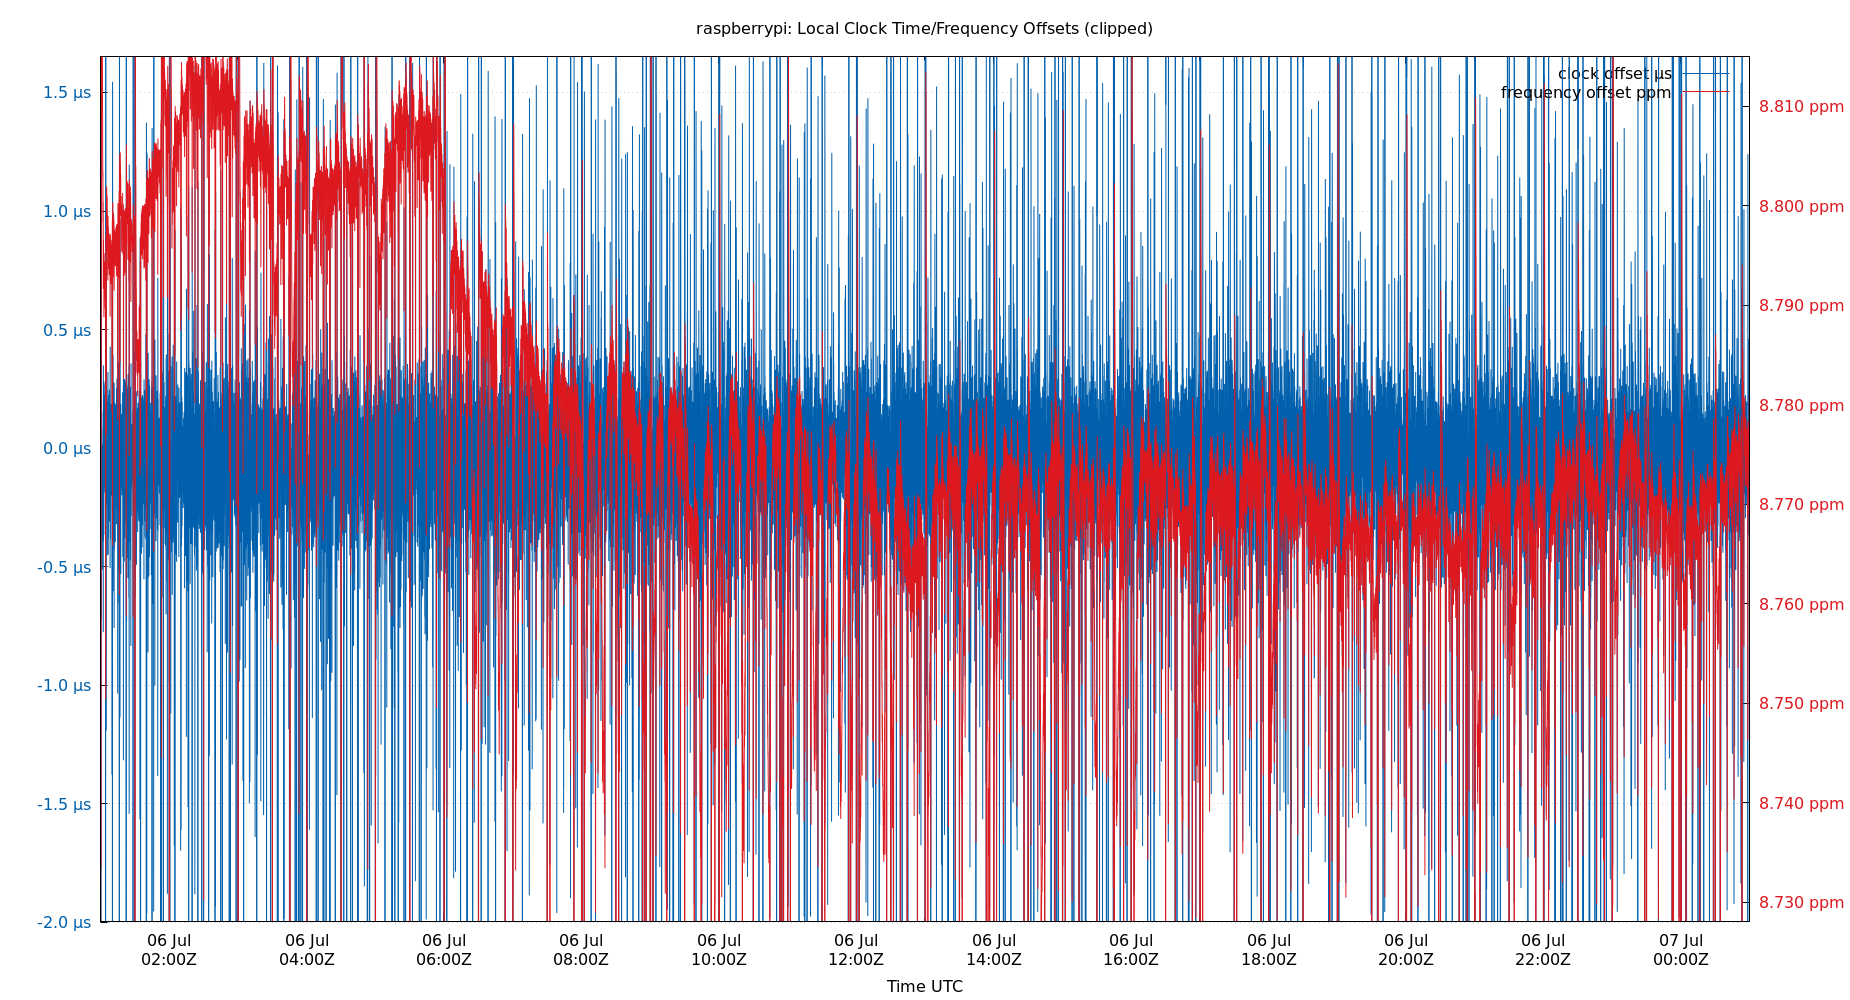 raspberrypi: Local Clock Time/Frequency Offsets (clipped)
clock offset µs
frequency offset ppm
1.5 µs
1.0 µs
0.5 µs
0.0 µs
-0.5 µs
-1.0 µs
-1.5 µs
-2.0 µs
8.810 ppm
8.800 ppm
8.790 ppm
8.780 ppm
8.770 ppm
8.760 ppm
8.750 ppm
8.740 ppm
8.730 ppm
06 Jul 06 Jul 06 Jul 06 Jul 06 Jul 06 Jul 06 Jul 06 Jul 06 Jul 06 Jul 06 Jul 07 Jul
02:00Z 04:00Z 06:00Z 08:00Z 10:00Z 12:00Z 14:00Z 16:00Z 18:00Z 20:00Z 22:00Z 00:00Z
Time UTC